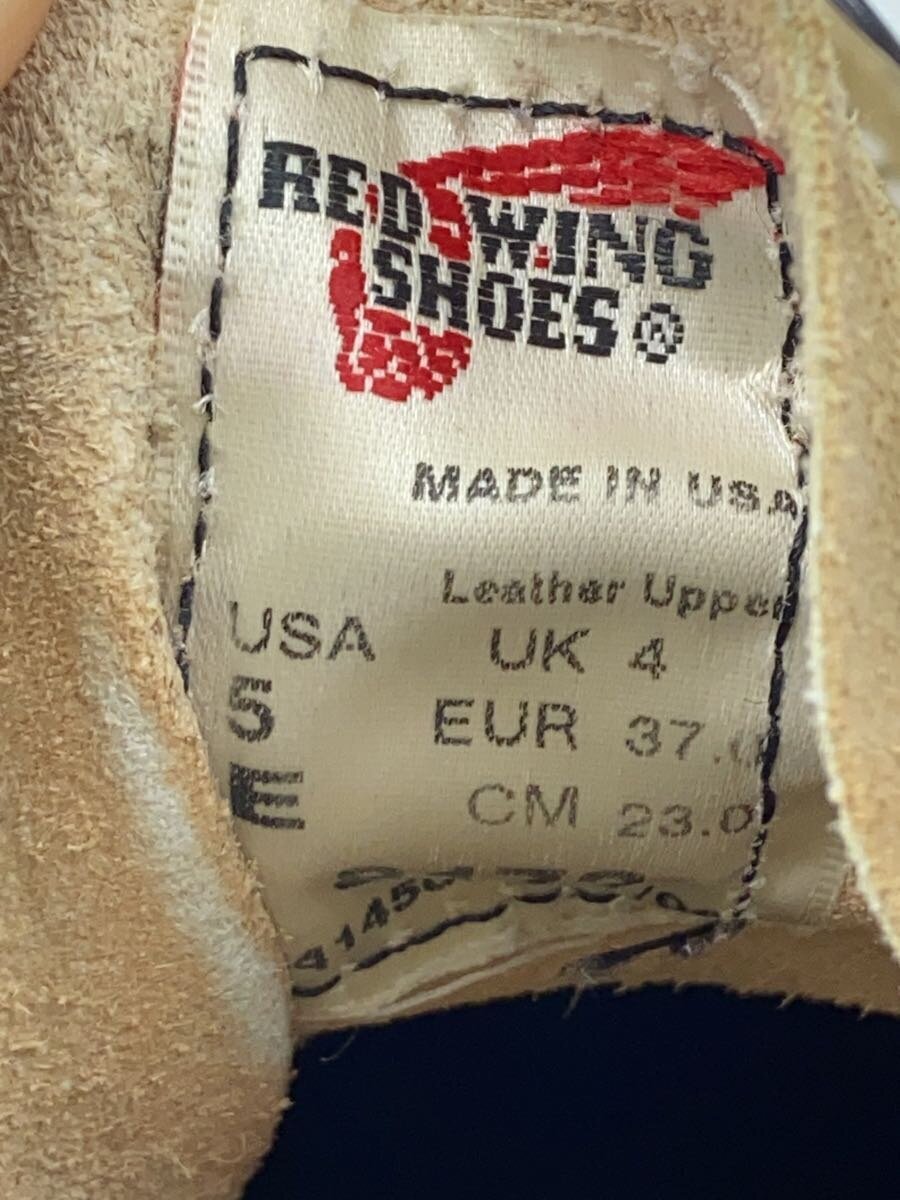 RED WING
SHOES ®
MADE IN USA
Leather Upper
USA UK 4
5 EUR 37.
E CM 23.0